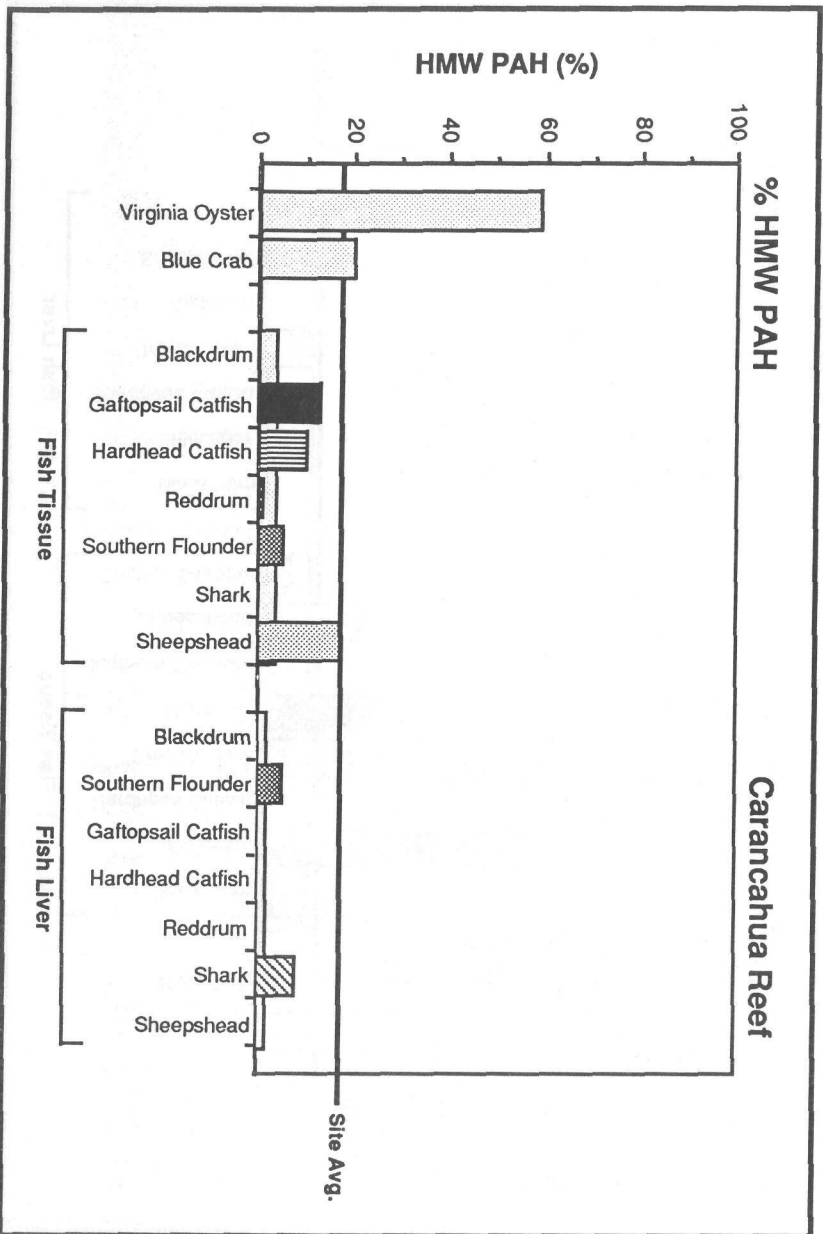 % HMW PAH
Carancahua Reef
HMW PAH (%)
100
80
60
40
20
0
Site Avg.
Virginia Oyster
Blue Crab
Blackdrum
Gaftopsail Catfish
Hardhead Catfish
Reddrum
Southern Flounder
Shark
Sheepshead
Blackdrum
Southern Flounder
Gaftopsail Catfish
Hardhead Catfish
Reddrum
Shark
Sheepshead
Fish Tissue
Fish Liver